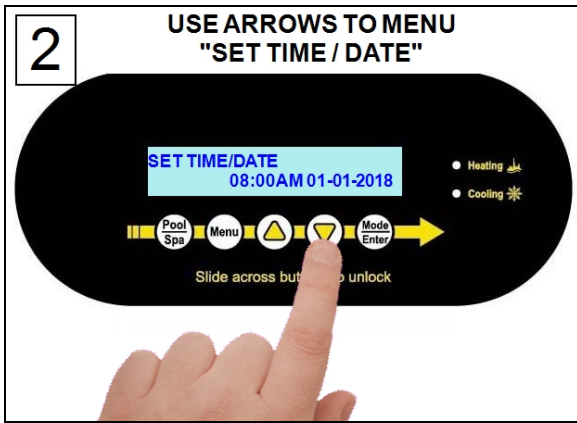 2
USE ARROWS TO MENU
"SET TIME / DATE"
SET TIME/DATE
08:00AM 01-01-2018
Heating
Cooling
Pool
Spa
Menu
Mode
Enter
Slide across but o unlock